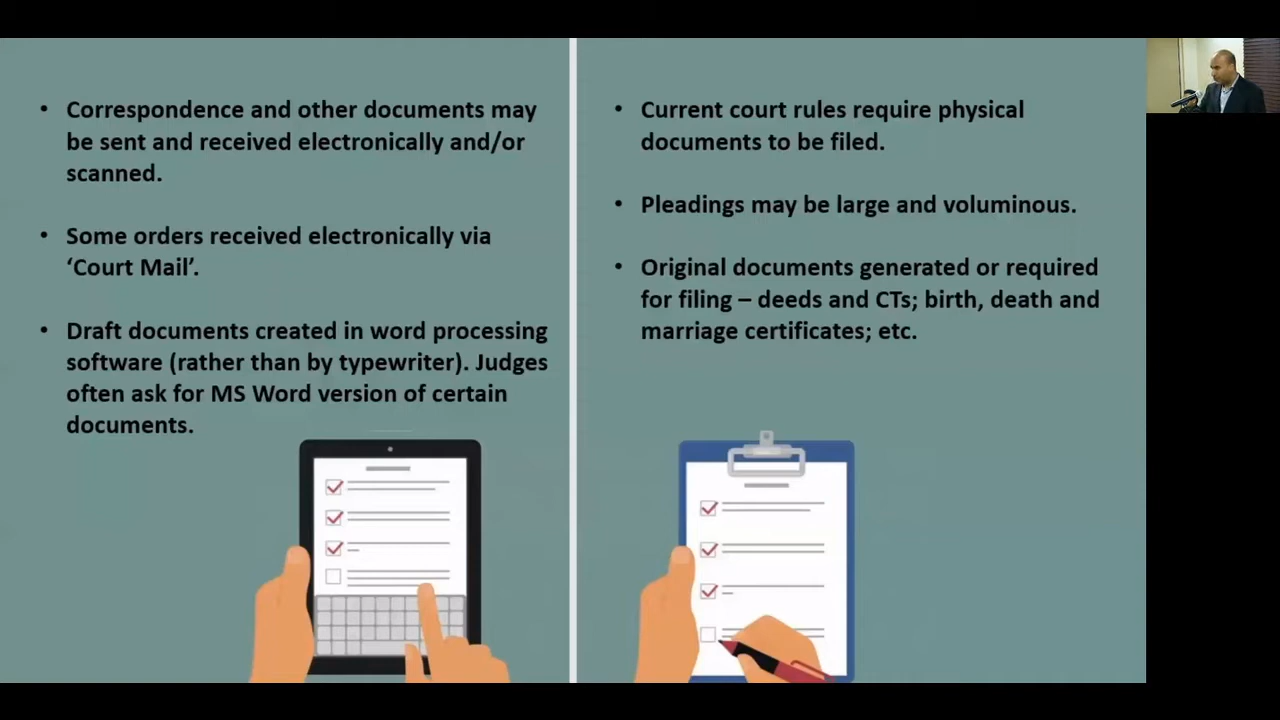 • Correspondence and other documents may
be sent and received electronically and/or
scanned.
• Some orders received electronically via
‘Court Mail’.
• Draft documents created in word processing
software (rather than by typewriter). Judges
often ask for MS Word version of certain
documents.
• Current court rules require physical
documents to be filed.
• Pleadings may be large and voluminous.
• Original documents generated or required
for filing – deeds and CTs; birth, death and
marriage certificates; etc.